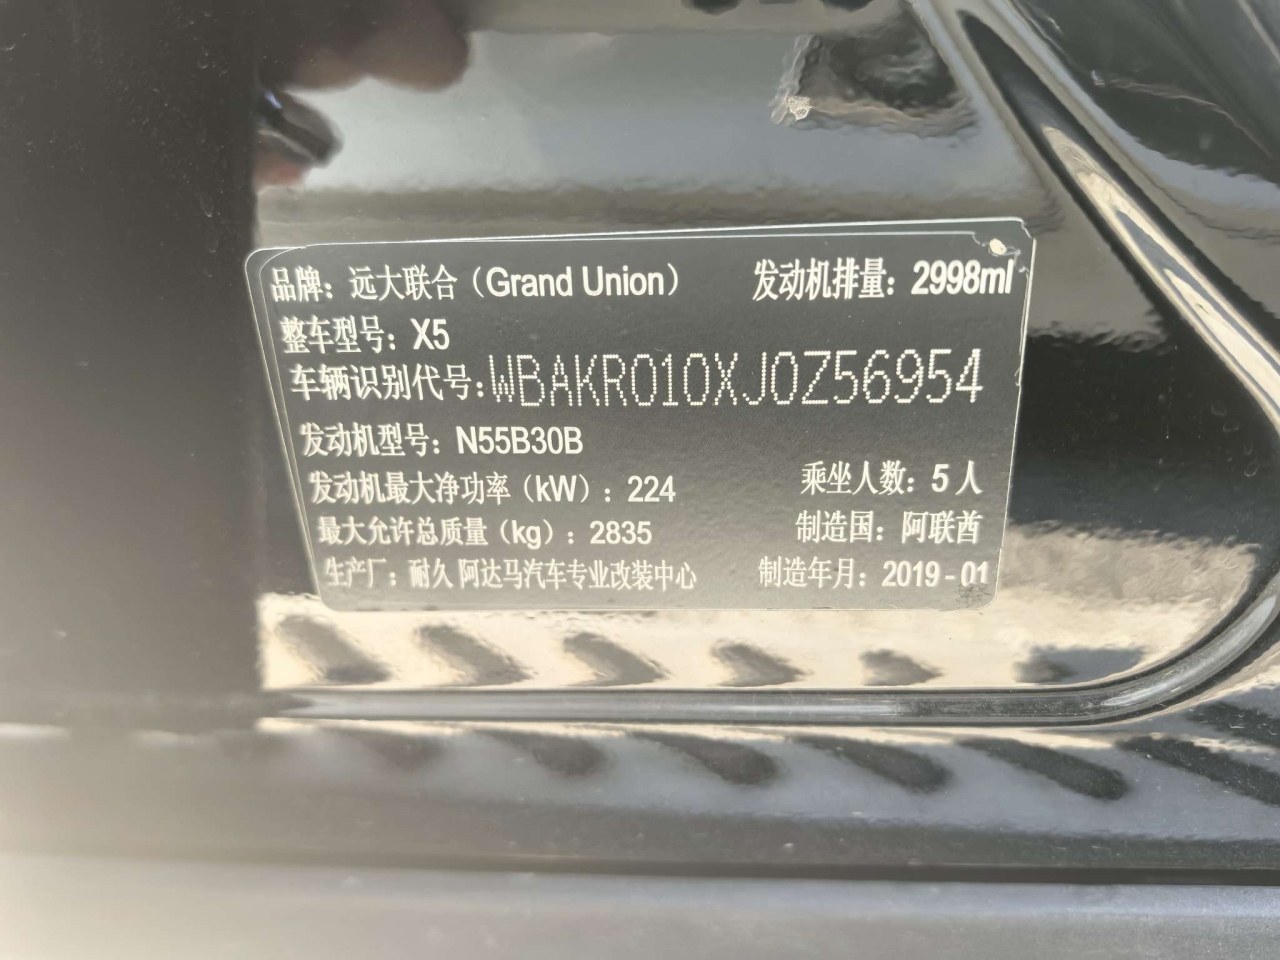 品牌：远大联合（Grand Union） 发动机排量：2998ml
整车型号：X5
车辆识别代号：WBAKR010XJ0Z56954
发动机型号：N55B30B
发动机最大净功率（kW）：224 乘坐人数：5 人
最大允许总质量（kg）：2835 制造国：阿联酋
生产厂：耐久 阿达马汽车专业改装中心 制造年月：2019-01